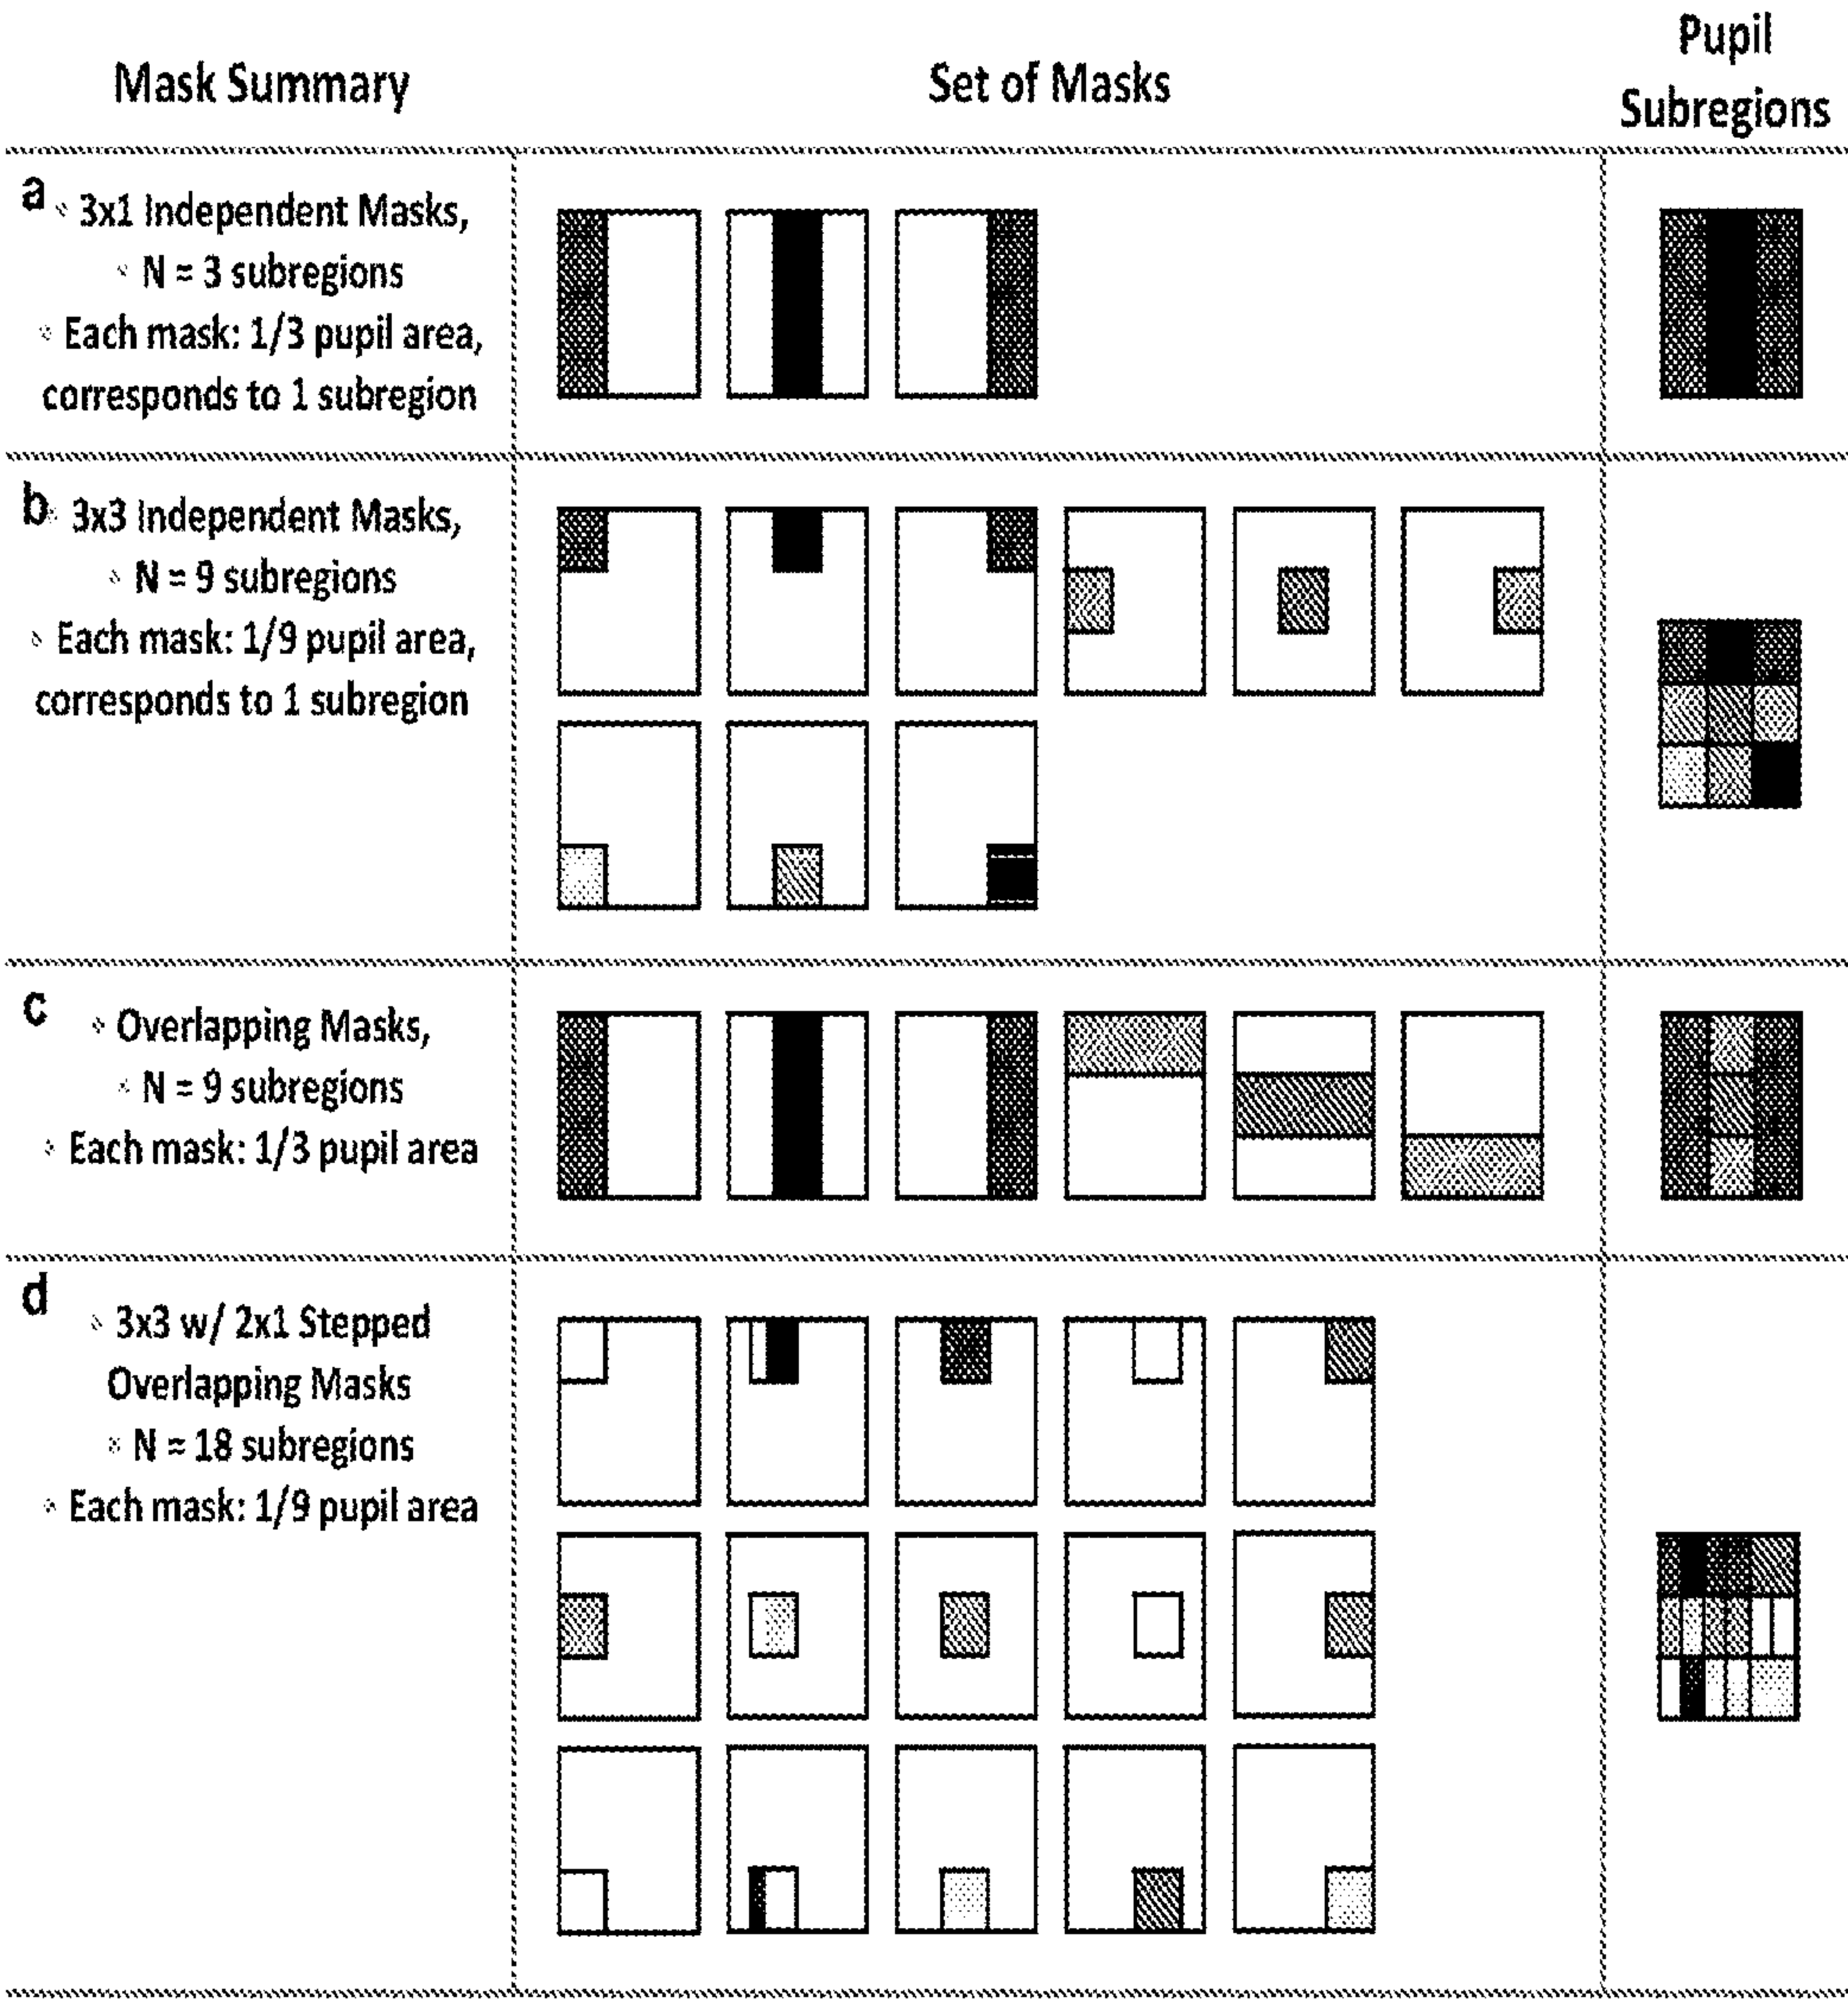 Mask Summary
Set of Masks
Pupil
Subregions
a
◦ 3x1 Independent Masks,
◦ N = 3 subregions
◦ Each mask: 1/3 pupil area,
corresponds to 1 subregion
b
◦ 3x3 Independent Masks,
◦ N = 9 subregions
◦ Each mask: 1/9 pupil area,
corresponds to 1 subregion
c
◦ Overlapping Masks,
◦ N = 9 subregions
◦ Each mask: 1/3 pupil area
d
◦ 3x3 w/ 2x1 Stepped
Overlapping Masks
◦ N = 18 subregions
◦ Each mask: 1/9 pupil area